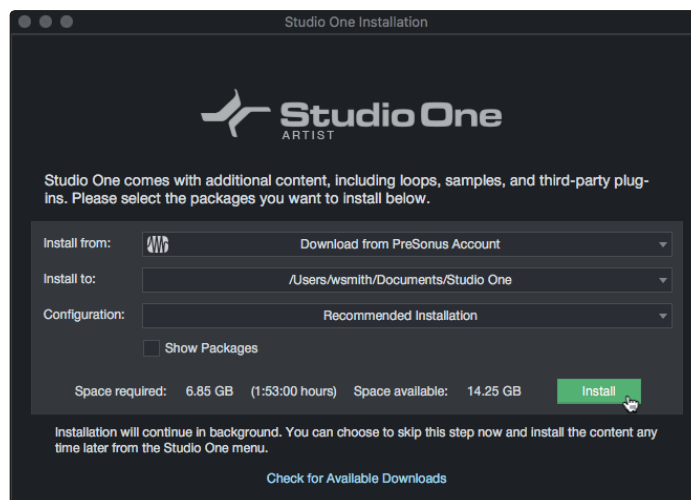 Studio One Installation
Studio One
ARTIST
Studio One comes with additional content, including loops, samples, and third-party plug-
ins. Please select the packages you want to install below.
Install from: Download from PreSonus Account
Install to: /Users/wsmith/Documents/Studio One
Configuration: Recommended Installation
Show Packages
Space required: 6.85 GB (1:53:00 hours) Space available: 14.25 GB Install
Installation will continue in background. You can choose to skip this step now and install the content any
time later from the Studio One menu.
Check for Available Downloads